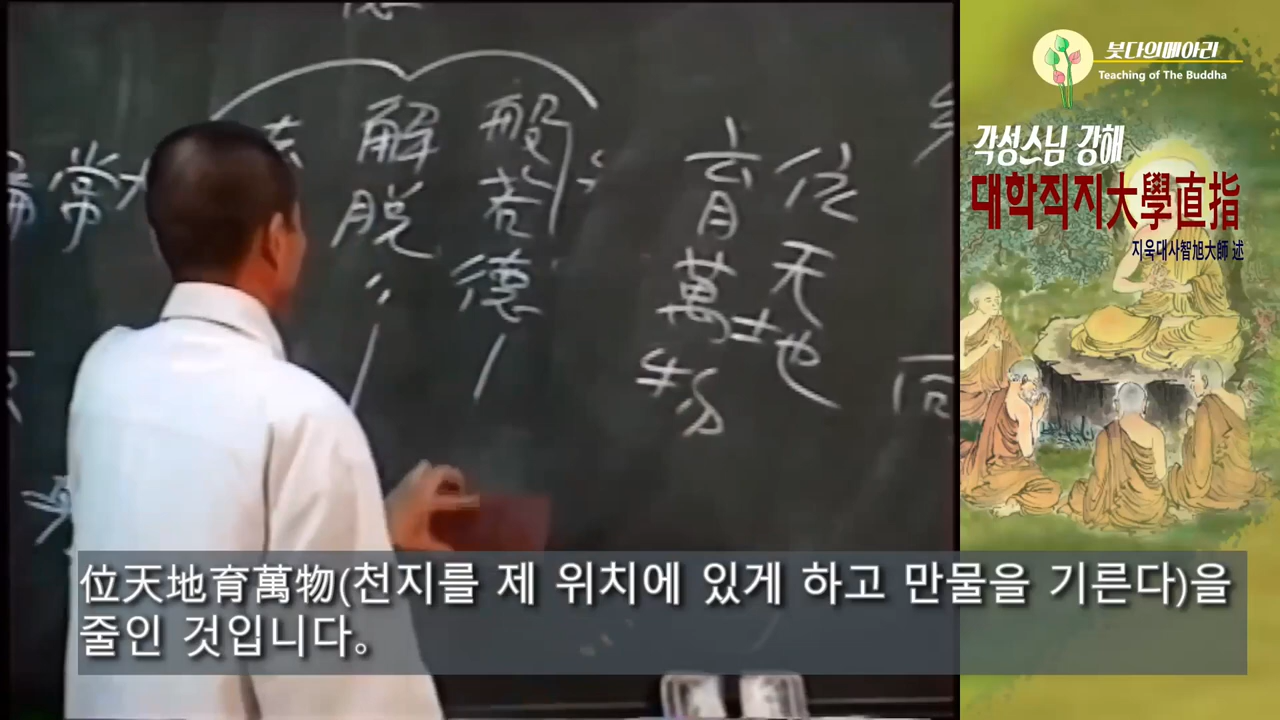 位天地
育萬物
般若德
解脫〃
常
同
붓다의메아리
Teaching of The Buddha
각성스님 강해
대학직지大學直指
지욱대사智旭大師 述
位天地育萬物(천지를 제 위치에 있게 하고 만물을 기른다)을
줄인 것입니다.